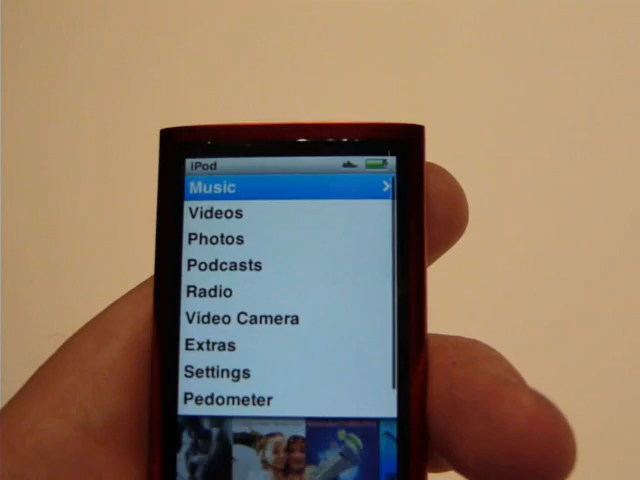 iPod
Music
Videos
Photos
Podcasts
Radio
Video Camera
Extras
Settings
Pedometer